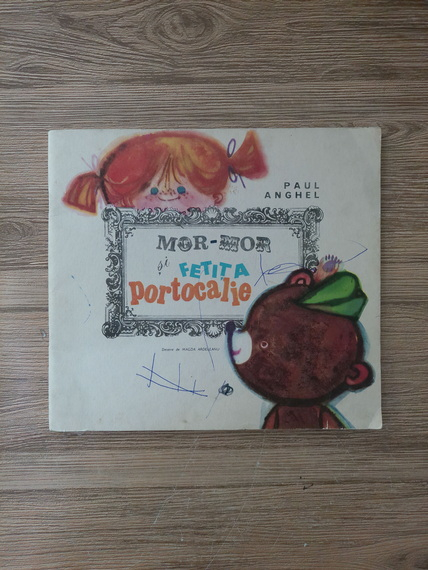 PAUL
ANGHEL
MOR-MOR
și FETIȚA
portocalie